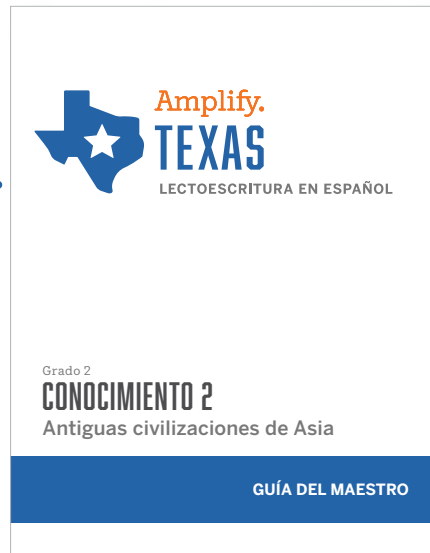 Amplify.
TEXAS
LECTOESCRITURA EN ESPAÑOL
Grado 2
CONOCIMIENTO 2
Antiguas civilizaciones de Asia
GUÍA DEL MAESTRO